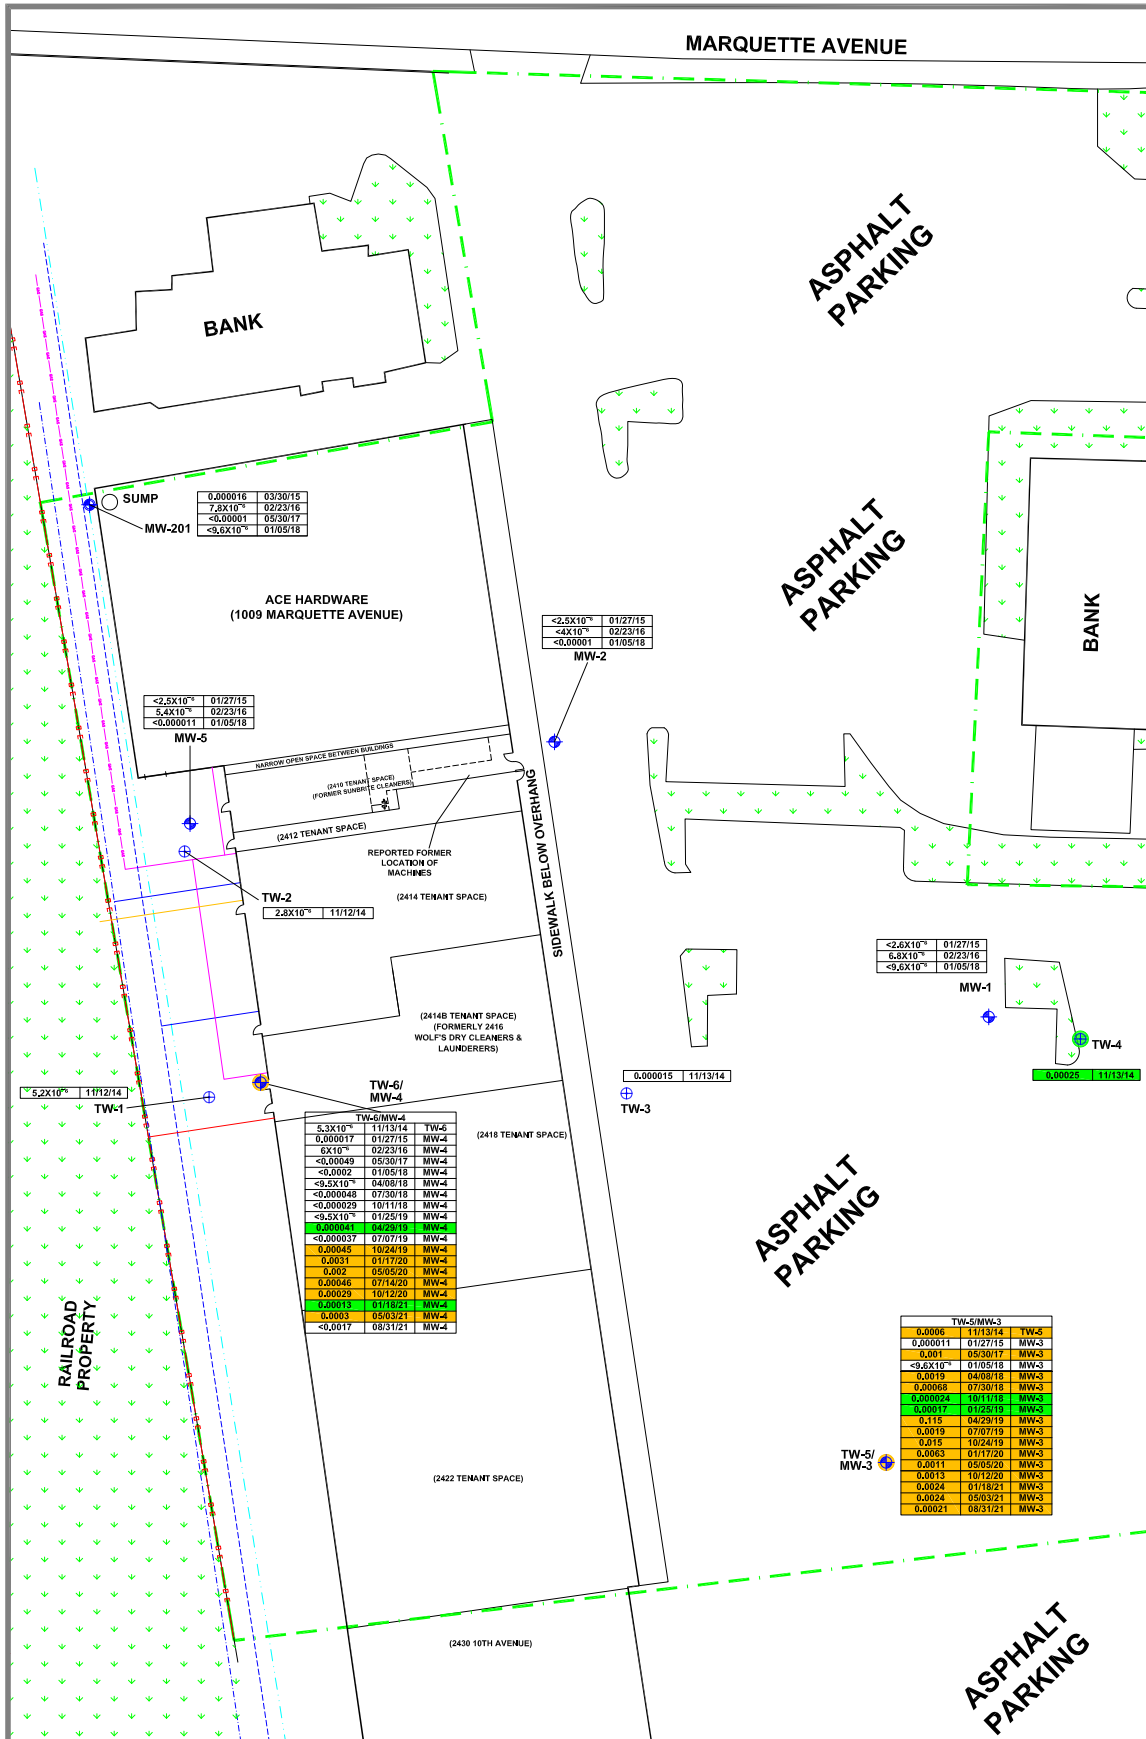 MARQUETTE AVENUE
ASPHALT
PARKING
BANK
SUMP
MW-201
0.000016 03/30/15
7.8X10⁻⁶ 02/23/16
<0.00001 05/30/17
<9.6X10⁻⁶ 01/05/18
ASPHALT
PARKING
BANK
ACE HARDWARE
(1009 MARQUETTE AVENUE)
<2.5X10⁻⁶ 01/27/15
<4X10⁻⁶ 02/23/16
<0.00001 01/05/18
MW-2
<2.5X10⁻⁶ 01/27/15
5.4X10⁻⁶ 02/23/16
<0.000011 01/05/18
MW-5
NARROW OPEN SPACE BETWEEN BUILDINGS
(2410 TENANT SPACE)
(FORMER SUNBRITE CLEANERS)
(2412 TENANT SPACE)
REPORTED FORMER
LOCATION OF
MACHINES
SIDEWALK BELOW OVERHANG
TW-2
2.8X10⁻⁶ 11/12/14
(2414 TENANT SPACE)
<2.6X10⁻⁶ 01/27/15
6.8X10⁻⁶ 02/23/16
<9.6X10⁻⁶ 01/05/18
MW-1
(2414B TENANT SPACE)
(FORMERLY 2416
WOLF'S DRY CLEANERS &
LAUNDERERS)
TW-4
0.00025 11/13/14
0.000015 11/13/14
TW-3
5.2X10⁻⁶ 11/12/14
TW-1
TW-6/
MW-4
TW-6/MW-4
5.3X10⁻⁶ 11/13/14 TW-6
0.000017 01/27/15 MW-4
6X10⁻⁶ 02/23/16 MW-4
<0.00049 05/30/17 MW-4
<0.0002 01/05/18 MW-4
<9.5X10⁻⁶ 04/08/18 MW-4
<0.000048 07/30/18 MW-4
<0.000029 10/11/18 MW-4
<9.5X10⁻⁶ 01/25/19 MW-4
0.000041 04/29/19 MW-4
<0.000037 07/07/19 MW-4
0.00045 10/24/19 MW-4
0.0031 01/17/20 MW-4
0.002 05/05/20 MW-4
0.00046 07/14/20 MW-4
0.00029 10/12/20 MW-4
0.00013 01/18/21 MW-4
0.0003 05/03/21 MW-4
<0.0017 08/31/21 MW-4
(2418 TENANT SPACE)
ASPHALT
PARKING
RAILROAD
PROPERTY
TW-5/MW-3
0.0006 11/13/14 TW-5
0.000011 01/27/15 MW-3
0.001 05/30/17 MW-3
<9.6X10⁻⁶ 01/05/18 MW-3
0.0019 04/08/18 MW-3
0.00068 07/30/18 MW-3
0.000024 10/11/18 MW-3
0.00017 01/25/19 MW-3
0.115 04/29/19 MW-3
0.0019 07/07/19 MW-3
0.015 10/24/19 MW-3
0.0063 01/17/20 MW-3
0.0011 05/05/20 MW-3
0.0013 10/12/20 MW-3
0.0024 01/18/21 MW-3
0.0024 05/03/21 MW-3
0.00021 08/31/21 MW-3
TW-5/
MW-3
(2422 TENANT SPACE)
(2430 10TH AVENUE)
ASPHALT
PARKING